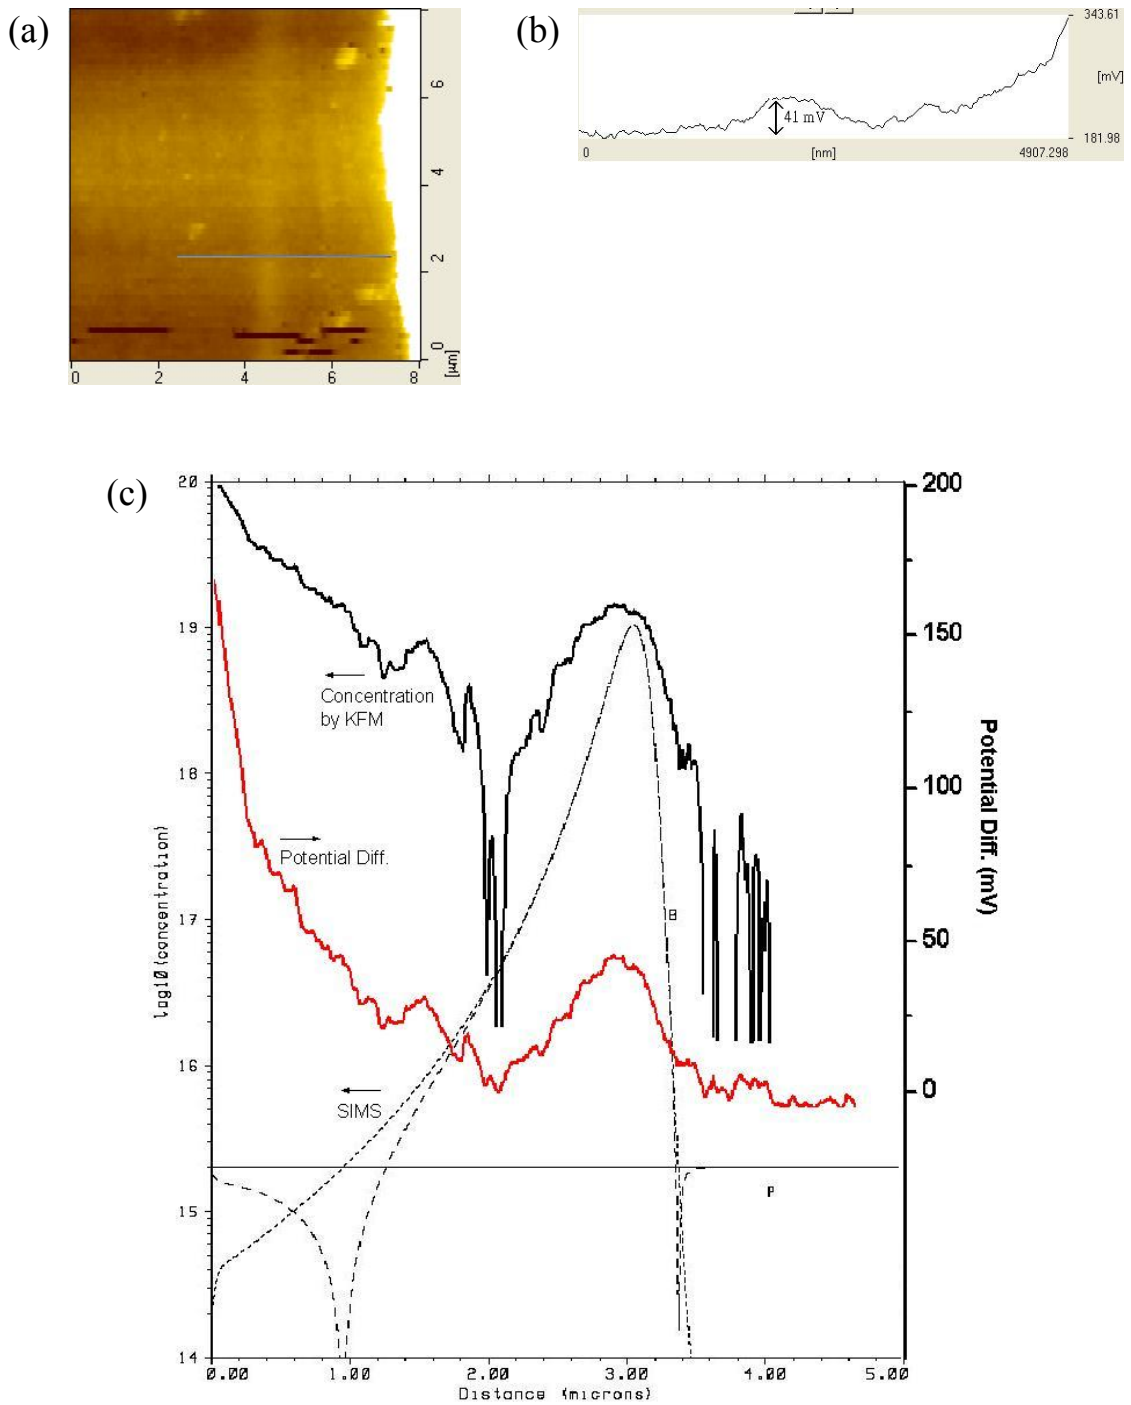 (a)
6
4
2
0
[µm]
0 2 4 6 8
(b)
343.61
[mV]
41 mV
181.98
0 [nm] 4907.298
(c)
20
19
18
17
16
15
14
log10(concentration)
Concentration
by KFM
Potential Diff.
SIMS
B
P
200
150
100
50
0
Potential Diff. (mV)
0.00 1.00 2.00 3.00 4.00 5.00
Distance (microns)